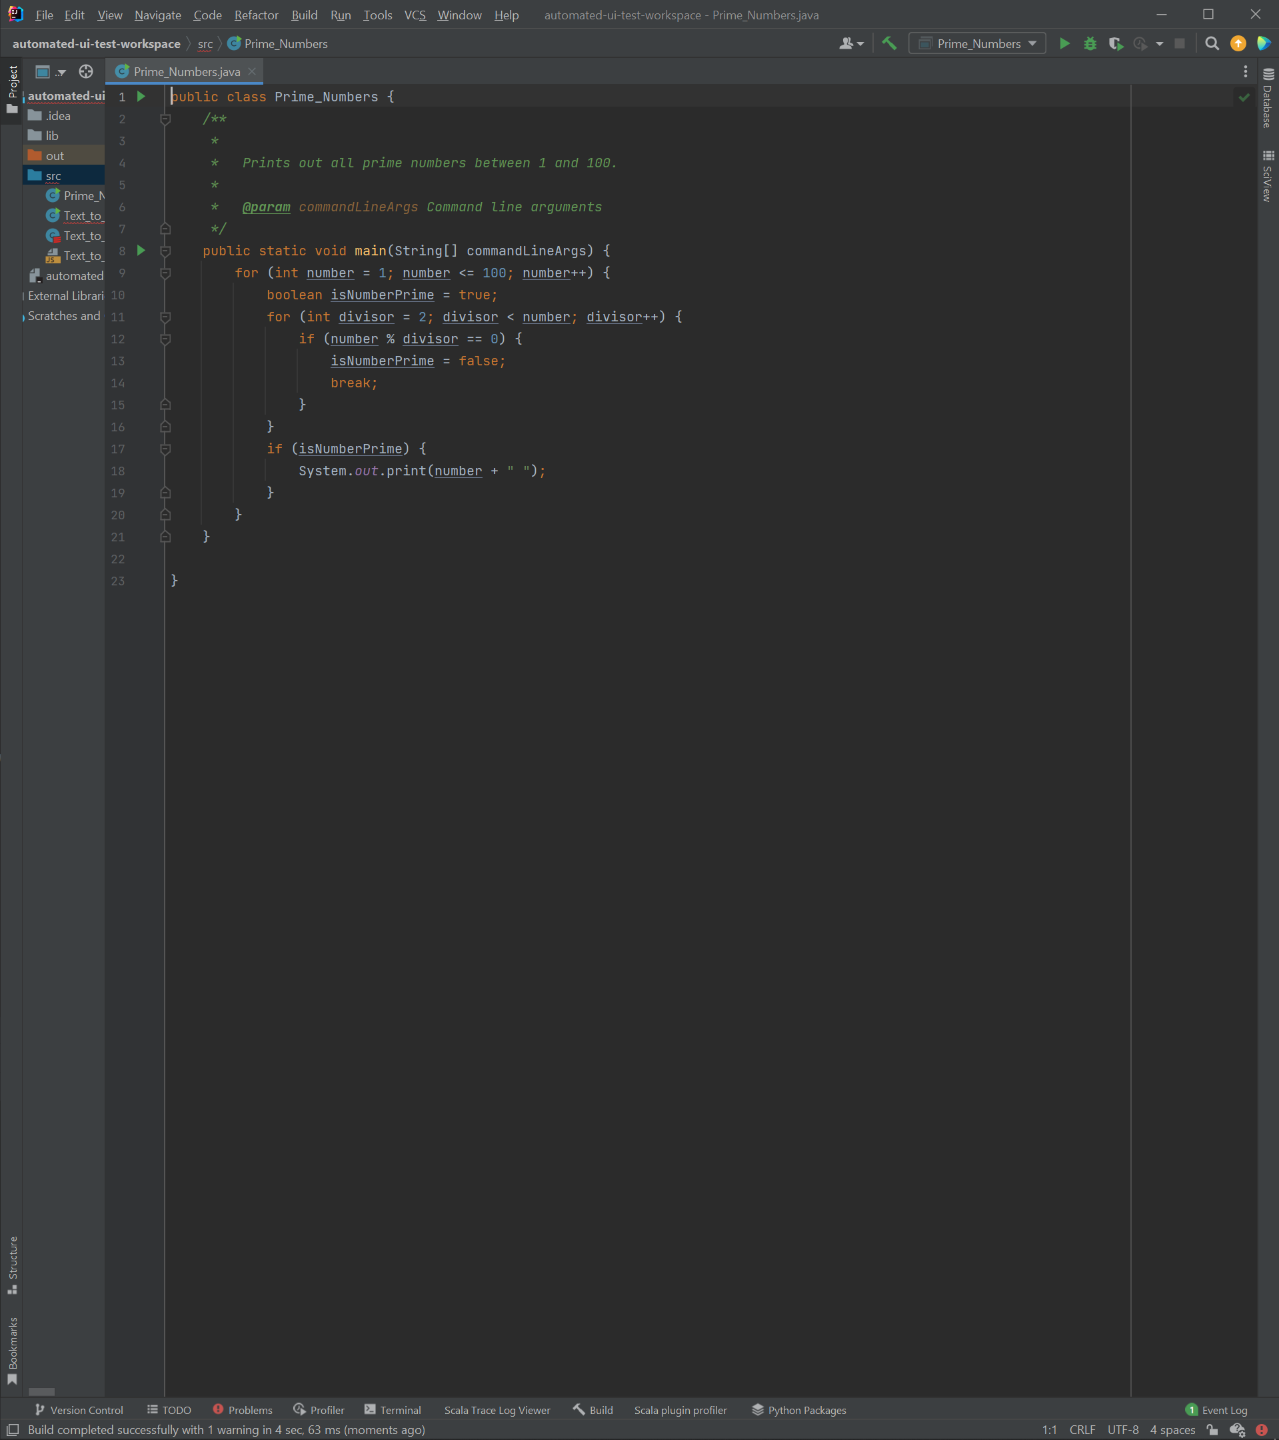 File Edit View Navigate Code Refactor Build Run Tools VCS Window Help automated-ui-test-workspace - Prime_Numbers.java
automated-ui-test-workspace src Prime_Numbers Prime_Numbers
Project
Prime_Numbers.java
automated-ui
.idea
lib
out
src
Prime_N
Text_to_
Text_to_
Text_to_
automated
External Librari
Scratches and
1 public class Prime_Numbers {
2 /**
3 *
4 * Prints out all prime numbers between 1 and 100.
5 *
6 * @param commandLineArgs Command line arguments
7 */
8 public static void main(String[] commandLineArgs) {
9 for (int number = 1; number <= 100; number++) {
10 boolean isNumberPrime = true;
11 for (int divisor = 2; divisor < number; divisor++) {
12 if (number % divisor == 0) {
13 isNumberPrime = false;
14 break;
15 }
16 }
17 if (isNumberPrime) {
18 System.out.print(number + " ");
19 }
20 }
21 }
22
23 }
Database
SciView
Structure
Bookmarks
Version Control TODO Problems Profiler Terminal Scala Trace Log Viewer Build Scala plugin profiler Python Packages 1 Event Log
Build completed successfully with 1 warning in 4 sec, 63 ms (moments ago) 1:1 CRLF UTF-8 4 spaces